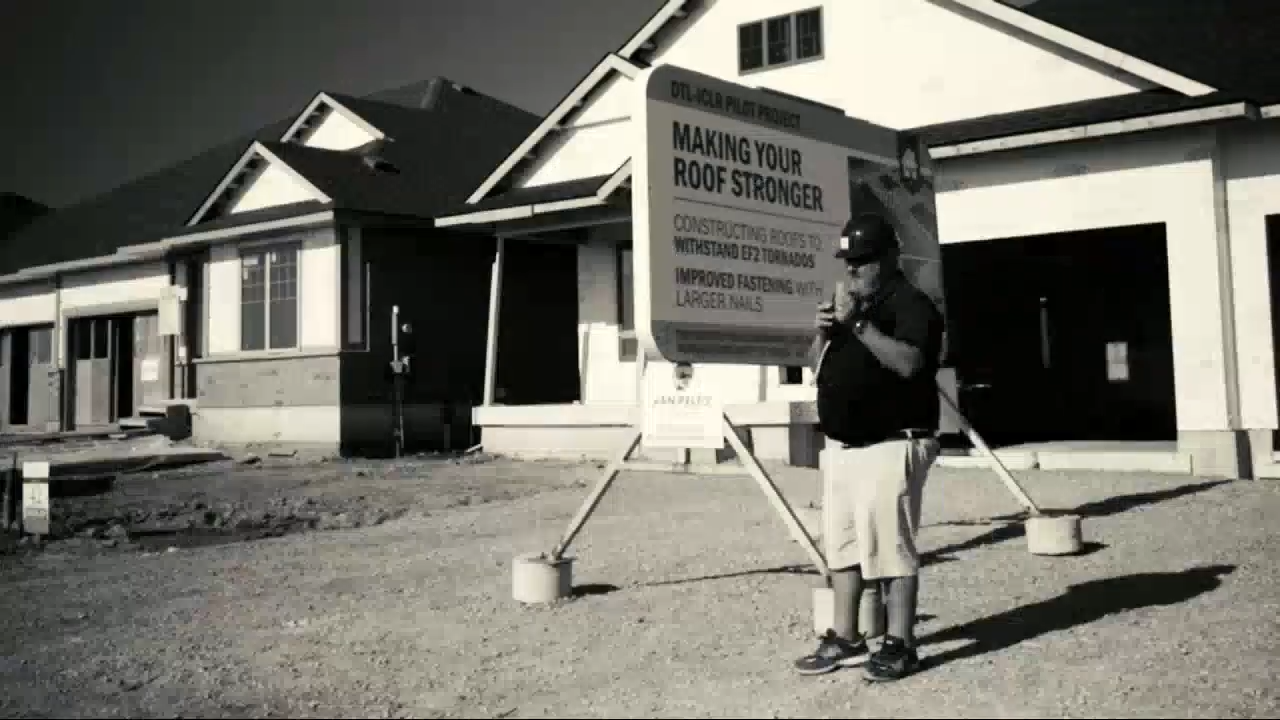 DTL-ICLR PILOT PROJECT
MAKING YOUR
ROOF STRONGER
CONSTRUCTING ROOFS TO
WITHSTAND EF2 TORNADOS
IMPROVED FASTENING WITH
LARGER NAILS